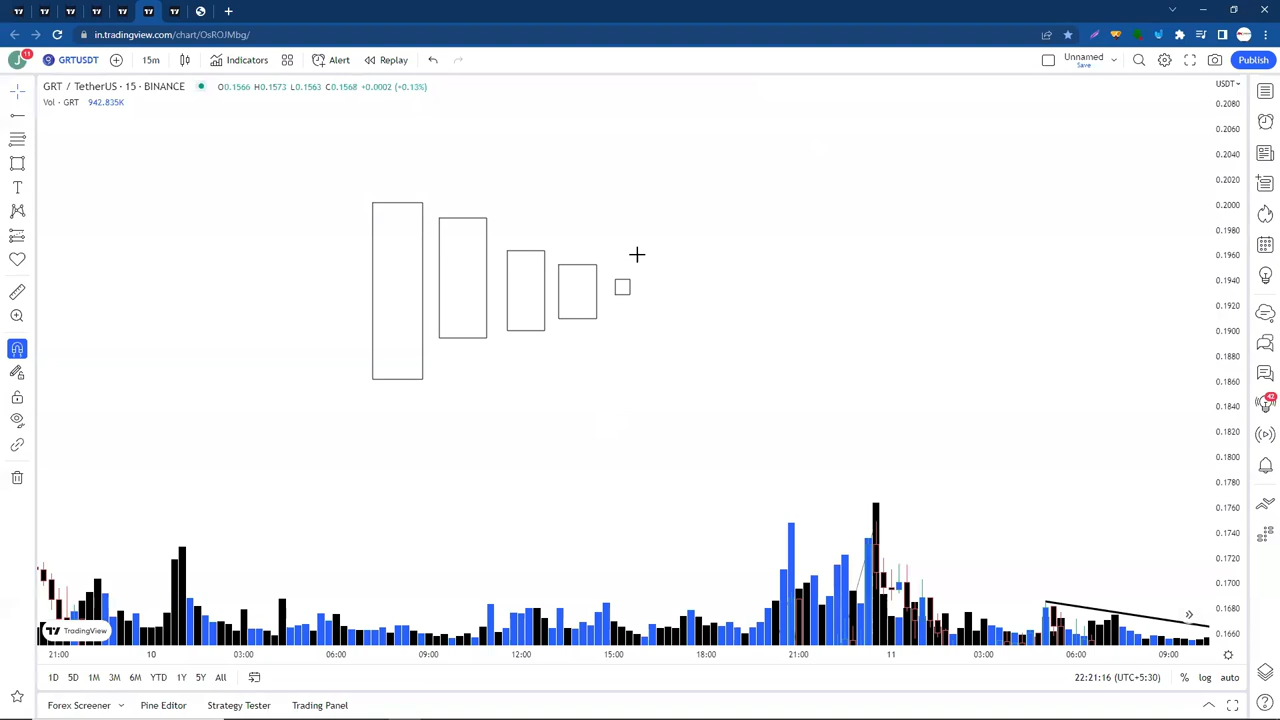 in.tradingview.com/chart/OsROJMbg/
J 11 GRTUSDT 15m Indicators Alert Replay Unnamed Save Publish
GRT / TetherUS · 15 · BINANCE O0.1566 H0.1573 L0.1563 C0.1568 +0.0002 (+0.13%)
Vol · GRT 942.835K
USDT
0.2080
0.2060
0.2040
0.2020
0.2000
0.1980
0.1960
0.1940
0.1920
0.1900
0.1880
0.1860
0.1840
0.1820
0.1800
0.1780
0.1760
0.1740
0.1720
0.1700
0.1680
0.1660
42
TradingView
21:00 10 03:00 06:00 09:00 12:00 15:00 18:00 21:00 11 03:00 06:00 09:00
1D 5D 1M 3M 6M YTD 1Y 5Y All 22:21:16 (UTC+5:30) % log auto
Forex Screener Pine Editor Strategy Tester Trading Panel